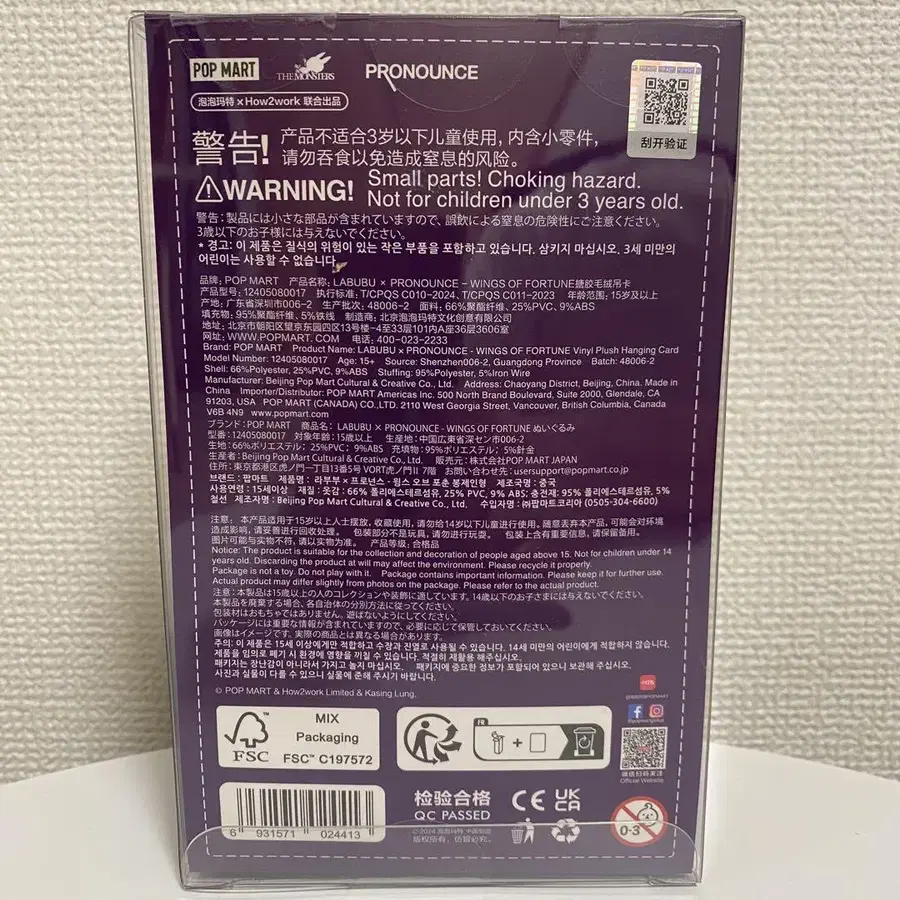 POP MART
THE MONSTERS
PRONOUNCE
泡泡玛特×How2work 联合出品
刮开验证
警告! 产品不适合3岁以下儿童使用，内含小零件，
请勿吞食以免造成窒息的风险。
WARNING! Small parts! Choking hazard.
Not for children under 3 years old.
警告：製品には小さな部品が含まれていますので、誤飲による窒息の危険性にご注意ください。
3歳以下のお子様には与えないでください。
* 경고: 이 제품은 질식의 위험이 있는 작은 부품을 포함하고 있습니다. 삼키지 마십시오. 3세 미만의
어린이는 사용할 수 없습니다.
品牌：POP MART 产品名称：LABUBU × PRONOUNCE – WINGS OF FORTUNE搪胶毛绒吊卡
产品型号：12405080017 执行标准：T/CPQS C010–2024、T/CPQS C011–2023 年龄范围：15岁及以上
产地：广东省深圳市006–2 生产批次：48006–2 面料：66%聚酯纤维、25%PVC、9%ABS
填充物：95%聚酯纤维、5%铁线 制造商：北京泡泡玛特文化创意有限公司
地址：北京市朝阳区望京东园四区13号楼-4至33层101内A座36层3606室
网址：WWW.POPMART.COM 电话：400-023-2233
Brand: POP MART Product Name: LABUBU × PRONOUNCE - WINGS OF FORTUNE Vinyl Plush Hanging Card
Model Number: 12405080017 Age: 15+ Source: Shenzhen006-2, Guangdong Province Batch: 48006-2
Shell: 66%Polyester, 25%PVC, 9%ABS Stuffing: 95%Polyester, 5%Iron Wire
Manufacturer: Beijing Pop Mart Cultural & Creative Co., Ltd. Address: Chaoyang District, Beijing, China. Made in
China Importer/Distributor: POP MART Americas Inc. 500 North Brand Boulevard, Suite 2000, Glendale, CA
91203, USA POP MART (CANADA) CO.,LTD. 2110 West Georgia Street, Vancouver, British Columbia, Canada
V6B 4N9 www.popmart.com
ブランド：POP MART 商品名：LABUBU × PRONOUNCE - WINGS OF FORTUNE ぬいぐるみ
型番：12405080017 対象年齢：15歳以上 生産地：中国広東省深セン市006-2
生地：66%ポリエステル；25%PVC；9%ABS 充填物：95%ポリエステル；5%針金
製造者：Beijing Pop Mart Cultural & Creative Co., Ltd. 販売元：株式会社POP MART JAPAN
住所：東京都港区虎ノ門一丁目13番5号 VORT虎ノ門Ⅱ 7階 お問い合わせ先：usersupport@popmart.co.jp
브랜드 : 팝마트 제품명 : 라부부 × 프로넌스 - 윙스 오브 포춘 봉제인형 제조국 : 중국
사용연령 : 15세이상 재질 : 옷감 : 66% 폴리에스테르섬유, 25% PVC, 9% ABS; 충전재: 95% 폴리에스테르섬유, 5%
철선 제조자명 : Beijing Pop Mart Cultural & Creative Co., Ltd. 수입자명 : ㈜팝마트코리아 (0505-304-6600)
注意：本产品适用于15岁以上人士摆放、收藏使用，请勿给14岁以下儿童进行使用。随意丢弃本产品，可能会对环境
造成影响，请妥善进行回收处理。 包装部分不是玩具，请勿进行玩耍。 包装上含有重要信息，请保留备用。
图片可能与实物不符，请以实物为准。 产品等级：合格品
Notice: The product is suitable for the collection and decoration of people aged above 15. Not for children under 14
years old. Discarding the product at will may affect the environment. Please recycle it properly.
Package is not a toy. Do not play with it. Package contains important information. Please keep it for further use.
Actual product may differ slightly from photos on the package. Please refer to the actual product.
注意：本製品は15歳以上の人のコレクションや装飾に適しています。14歳以下のお子さまには与えないでください。
本製品を廃棄する場合、各自治体の分別方法に従ってください。
包装材はおもちゃではありません。遊ばないようにしてください。
パッケージには重要な情報が含まれていますので、必要に応じて保管しておいてください。
画像はイメージです。実際の商品とは異なる場合があります。
주의: 이 제품은 15세 이상에게만 적합하고 수장과 진열로 사용될 수 있습니다. 14세 미만의 어린이에게 적합하지 않습니다.
제품을 임의로 폐기 시 환경에 영향을 끼칠 수 있습니다. 적절히 재활용 해주십시오.
패키지는 장난감이 아니라서 가지고 놀지 마십시오. 패키지에 중요한 정보가 포함되어 있으니 보관해 주십시오.
사진과 실물이 다를 수 있으니 실물에 준해 주시기 바랍니다.
© POP MART & How2work Limited & Kasing Lung.
FSC
MIX
Packaging
FSC™ C197572
FR
+
微信扫码关注
Official Website
6 931571 024413
检验合格
QC PASSED
CE
UK
CA
© 2024 泡泡玛特 中国制造
版权所有，仿冒必究
0-3